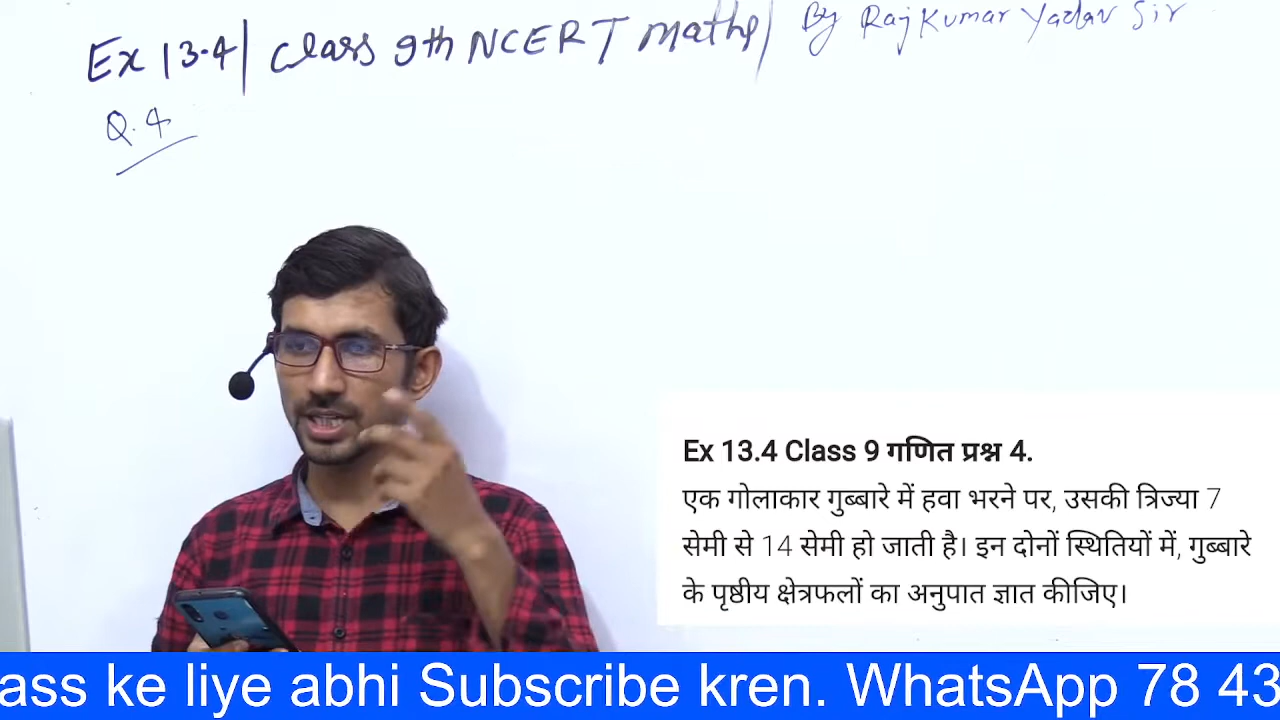 Ex 13.4 | Class 9th NCERT maths | By Raj Kumar Yadav Sir
Q.4
Ex 13.4 Class 9 गणित प्रश्न 4.
एक गोलाकार गुब्बारे में हवा भरने पर, उसकी त्रिज्या 7
सेमी से 14 सेमी हो जाती है। इन दोनों स्थितियों में, गुब्बारे
के पृष्ठीय क्षेत्रफलों का अनुपात ज्ञात कीजिए।
ass ke liye abhi Subscribe kren. WhatsApp 78 43